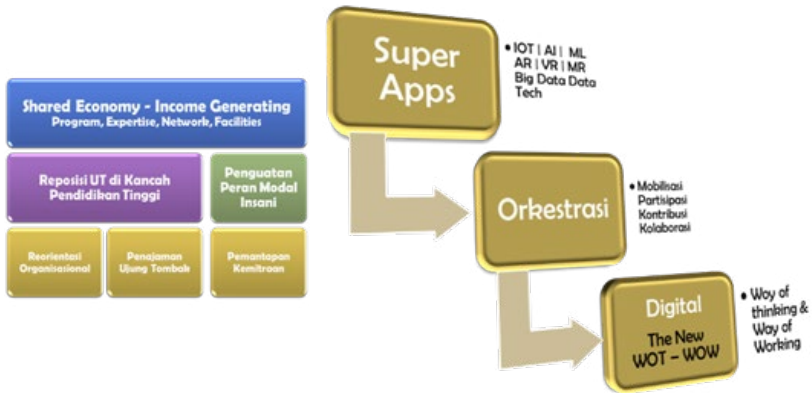 Shared Economy - Income Generating
Program, Expertise, Network, Facilities
Reposisi UT di Kancah
Pendidikan Tinggi
Penguatan
Peran Modal
Insani
Reorientasi
Organisasional
Penajaman
Ujung Tombak
Pemantapan
Kemitraan
Super
Apps
• IOT | AI | ML
AR | VR | MR
Big Data Data
Tech
Orkestrasi
• Mobilisasi
Partisipasi
Kontribusi
Kolaborasi
Digital
The New
WOT – WOW
• Woy of
thinking &
Way of
Working